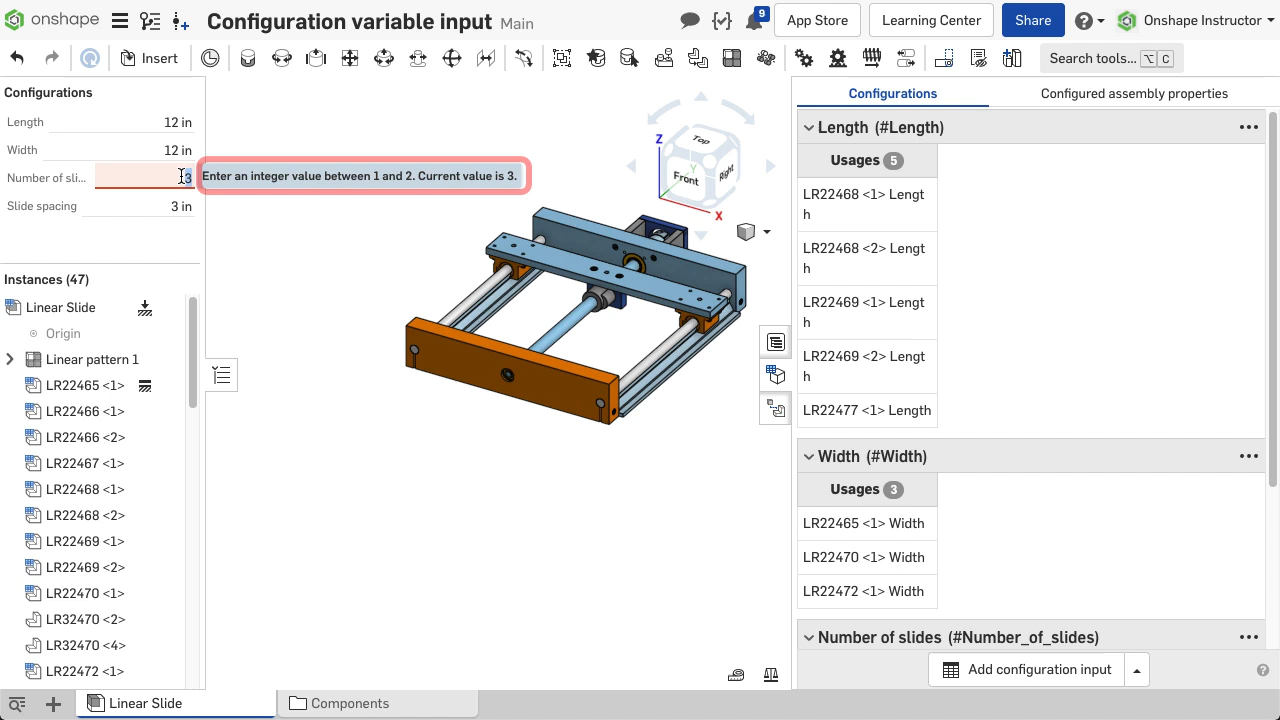 onshape
Configuration variable input Main
9
App Store
Learning Center
Share
Onshape Instructor
Insert
Search tools... ⌥ C
Configurations
Length 12 in
Width 12 in
Number of sli... 3
Enter an integer value between 1 and 2. Current value is 3.
Slide spacing 3 in
Instances (47)
Linear Slide
Origin
Linear pattern 1
LR22465 <1>
LR22466 <1>
LR22466 <2>
LR22467 <1>
LR22468 <1>
LR22468 <2>
LR22469 <1>
LR22469 <2>
LR22470 <1>
LR32470 <2>
LR32470 <4>
LR22472 <1>
Z
Top
Y
Front
Right
X
Configurations
Configured assembly properties
Length (#Length)
Usages 5
LR22468 <1> Lengt
h
LR22468 <2> Lengt
h
LR22469 <1> Lengt
h
LR22469 <2> Lengt
h
LR22477 <1> Length
Width (#Width)
Usages 3
LR22465 <1> Width
LR22470 <1> Width
LR22472 <1> Width
Number of slides (#Number_of_slides)
Add configuration input
Linear Slide
Components